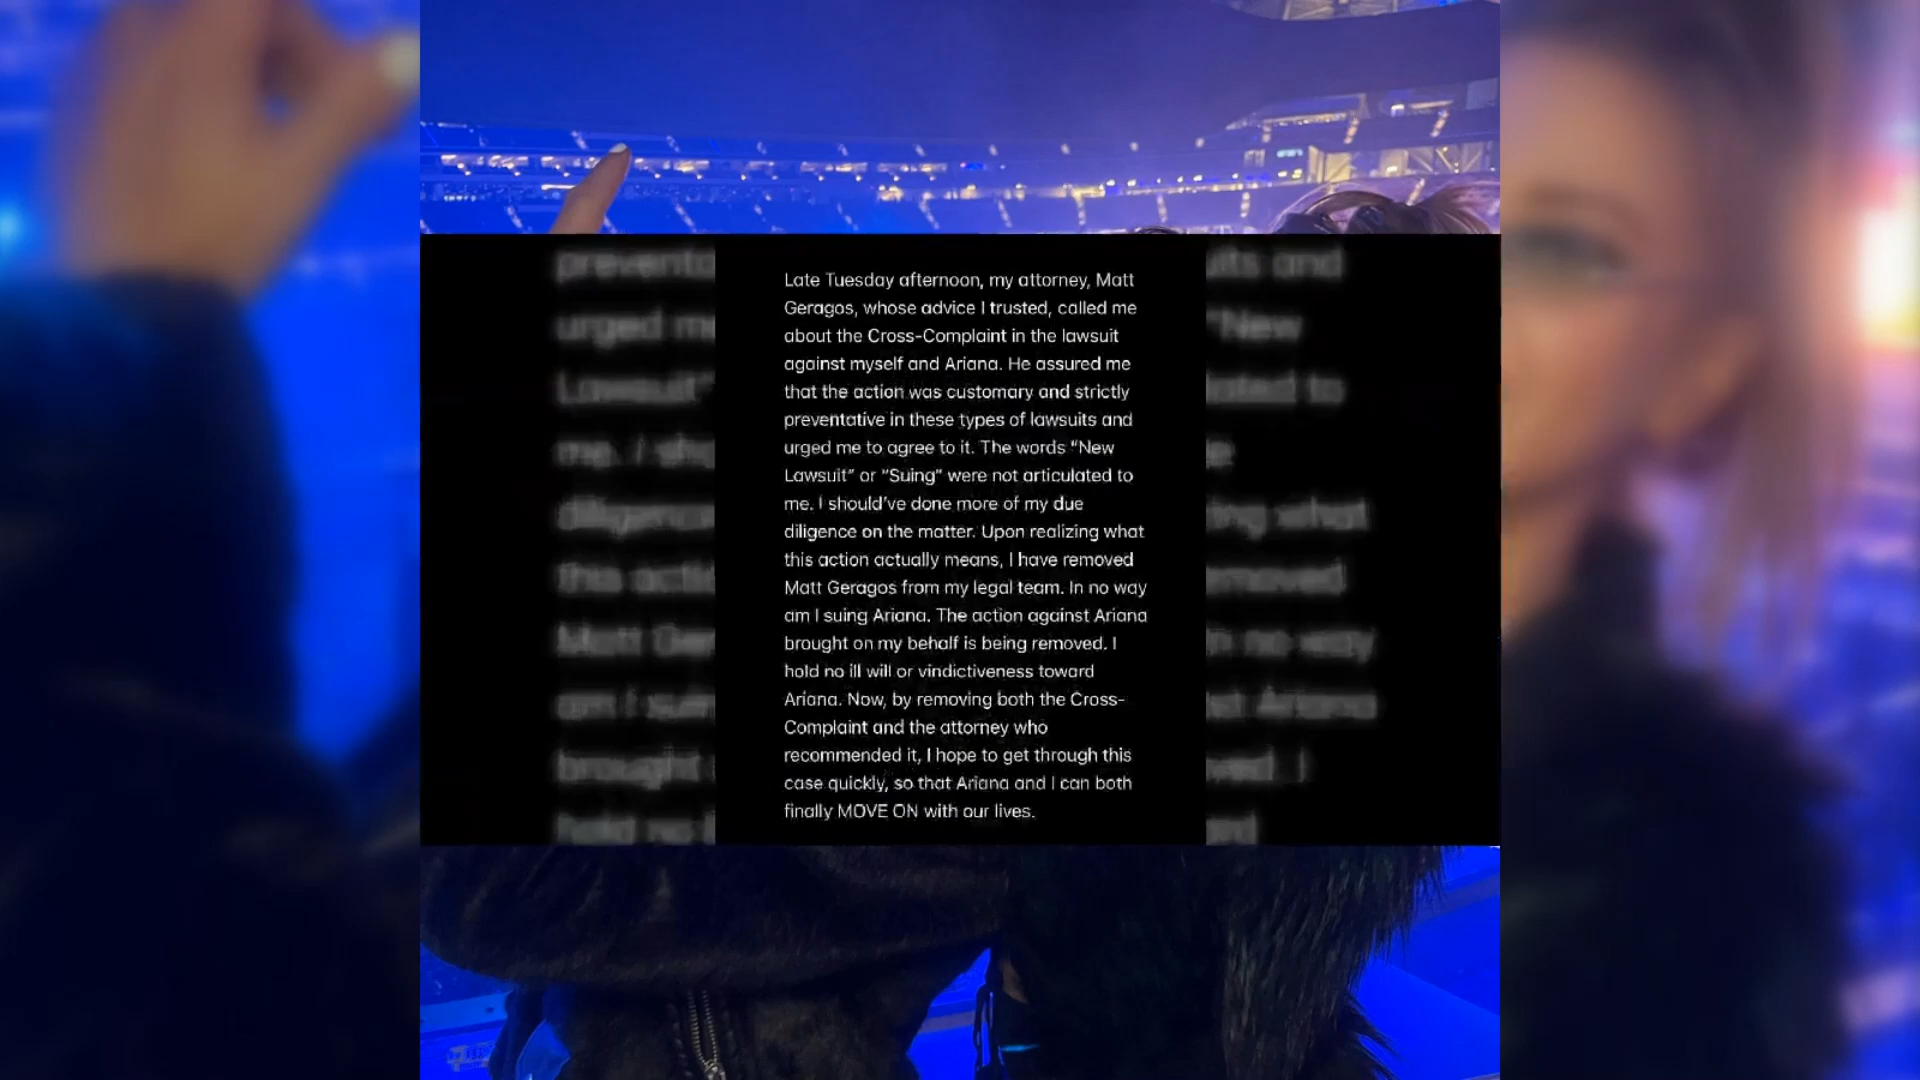 Late Tuesday afternoon, my attorney, Matt
Geragos, whose advice I trusted, called me
about the Cross-Complaint in the lawsuit
against myself and Ariana. He assured me
that the action was customary and strictly
preventative in these types of lawsuits and
urged me to agree to it. The words “New
Lawsuit” or “Suing” were not articulated to
me. I should’ve done more of my due
diligence on the matter. Upon realizing what
this action actually means, I have removed
Matt Geragos from my legal team. In no way
am I suing Ariana. The action against Ariana
brought on my behalf is being removed. I
hold no ill will or vindictiveness toward
Ariana. Now, by removing both the Cross-
Complaint and the attorney who
recommended it, I hope to get through this
case quickly, so that Ariana and I can both
finally MOVE ON with our lives.